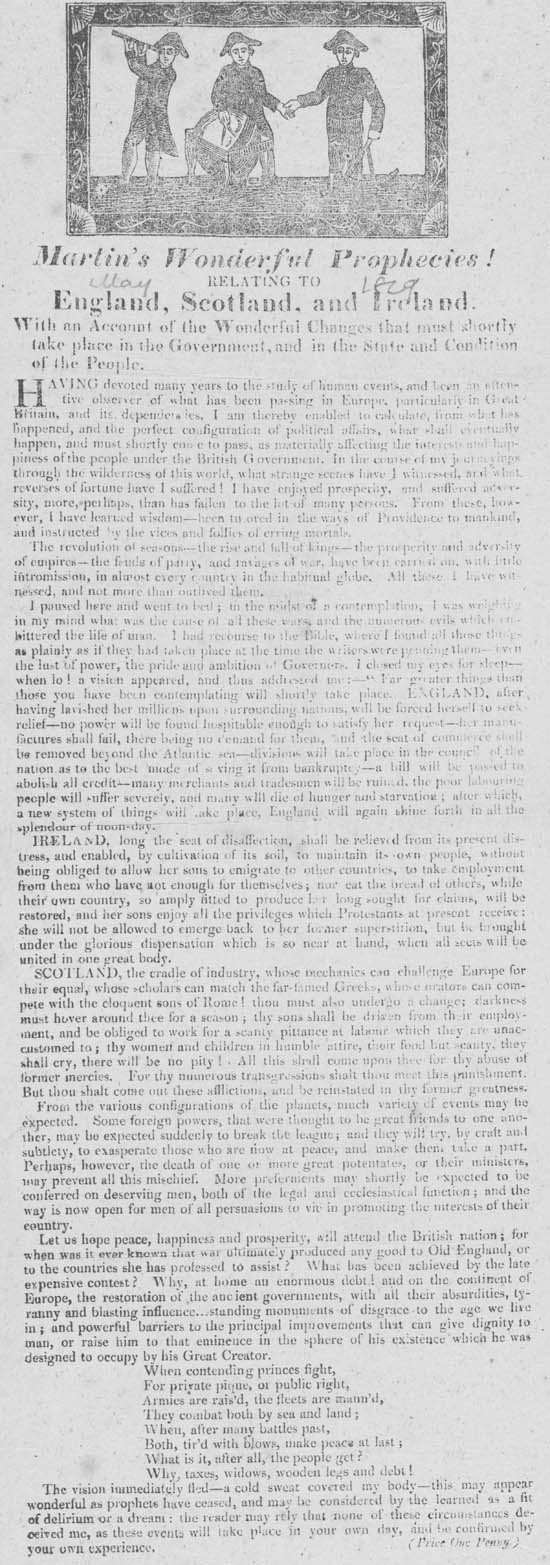 Martin's Wonderful Prophecies!
May
RELATING TO
1829
England, Scotland, and Ireland.
With an Account of the Wonderful Changes that must shortly
take place in the Government, and in the State and Condition
of the People.
HAVING devoted many years to the study of human events, and been an atten-
tive observer of what has been passing in Europe, particularly in Great
Britain, and its dependencies, I am thereby enabled to calculate, from what has
happened, and the perfect configuration of political affairs, what shall eventually
happen, and must shortly come to pass, as materially affecting the interests and hap-
piness of the people under the British Government. In the course of my journeyings
through the wilderness of this world, what strange scenes have I witnessed, and what
reverses of fortune have I suffered! I have enjoyed prosperity, and suffered adver-
sity, more, perhaps, than has fallen to the lot of many persons. From these, how-
ever, I have learned wisdom—been tutored in the ways of Providence to mankind,
and instructed by the vices and follies of erring mortals.
The revolution of seasons—the rise and fall of kings—the prosperity and adversity
of empires—the feuds of party, and ravages of war, have been carried on, with little
intromission, in almost every country in the habitual globe. All these I have wit-
nessed, and not more than outlived them.
I paused here and went to bed; in the midst of a contemplation, I was weighing
in my mind what was the cause of all these wars, and the numerous evils which em-
bittered the life of man. I had recourse to the Bible, where I found all those things
as plainly as if they had taken place at the time the writers were penning them—even
the lust of power, the pride and ambition of Governors. I closed my eyes for sleep—
when lo! a vision appeared, and thus addressed me:—" Far greater things than
those you have been contemplating will shortly take place. ENGLAND, after
having lavished her millions upon surrounding nations, will be forced herself to seek
relief—no power will be found hospitable enough to satisfy her request—her manu-
factures shall fail, there being no demand for them, and the seat of commerce shall
be removed beyond the Atlantic sea—divisions will take place in the council of the
nation as to the best mode of saving it from bankruptcy—a bill will be passed to
abolish all credit—many merchants and tradesmen will be ruined, the poor labouring
people will suffer severely, and many will die of hunger and starvation; after which,
a new system of things will take place, England will again shine forth in all the
splendour of noon-day.
IRELAND, long the seat of disaffection, shall be relieved from its present dis-
tress, and enabled, by cultivation of its soil, to maintain its own people, without
being obliged to allow her sons to emigrate to other countries, to take employment
from them who have not enough for themselves; nor eat the bread of others, while
their own country, so amply fitted to produce her long sought for claims, will be
restored, and her sons enjoy all the privileges which Protestants at present receive:
she will not be allowed to emerge back to her former superstition, but be brought
under the glorious dispensation which is so near at hand, when all sects will be
united in one great body.
SCOTLAND, the cradle of industry, whose mechanics can challenge Europe for
their equal, whose scholars can match the far-famed Greeks, whose orators can com-
pete with the eloquent sons of Rome! thou must also undergo a change; darkness
must hover around thee for a season; thy sons shall be driven from their employ-
ment, and be obliged to work for a scanty pittance at labour which they are unac-
customed to; thy women and children in humble attire, their food but scanty, they
shall cry, there will be no pity! All this shall come upon thee for thy abuse of
former mercies. For thy numerous transgressions shalt thou meet this punishment.
But thou shalt come out these afflictions, and be reinstated in thy former greatness.
From the various configurations of the planets, much variety of events may be
expected. Some foreign powers, that were thought to be great friends to one ano-
ther, may be expected suddenly to break the league; and they will try, by craft and
subtlety, to exasperate those who are now at peace, and make them take a part.
Perhaps, however, the death of one or more great potentates, or their ministers,
may prevent all this mischief. More preferments may shortly be expected to be
conferred on deserving men, both of the legal and ecclesiastical function; and the
way is now open for men of all persuasions to vie in promoting the interests of their
country.
Let us hope peace, happiness and prosperity, will attend the British nation; for
when was it ever known that war ultimately produced any good to Old England, or
to the countries she has professed to assist? What has been achieved by the late
expensive contest? Why, at home an enormous debt! and on the continent of
Europe, the restoration of the ancient governments, with all their absurdities, ty-
ranny and blasting influence...standing monuments of disgrace to the age we live
in; and powerful barriers to the principal improvements that can give dignity to
man, or raise him to that eminence in the sphere of his existence which he was
designed to occupy by his Great Creator.
When contending princes fight,
For private pique, or public right,
Armies are rais'd, the fleets are mann'd,
They combat both by sea and land;
When, after many battles past,
Both, tir'd with blows, make peace at last;
What is it, after all, the people get?
Why, taxes, widows, wooden legs and debt!
The vision immediately fled—a cold sweat covered my body—this may appear
wonderful as prophets have ceased, and may be considered by the learned as a fit
of delirium or a dream: the reader may rely that none of these circumstances de-
ceived me, as these events will take place in your own day, and be confirmed by
your own experience.
(Price One Penny.)